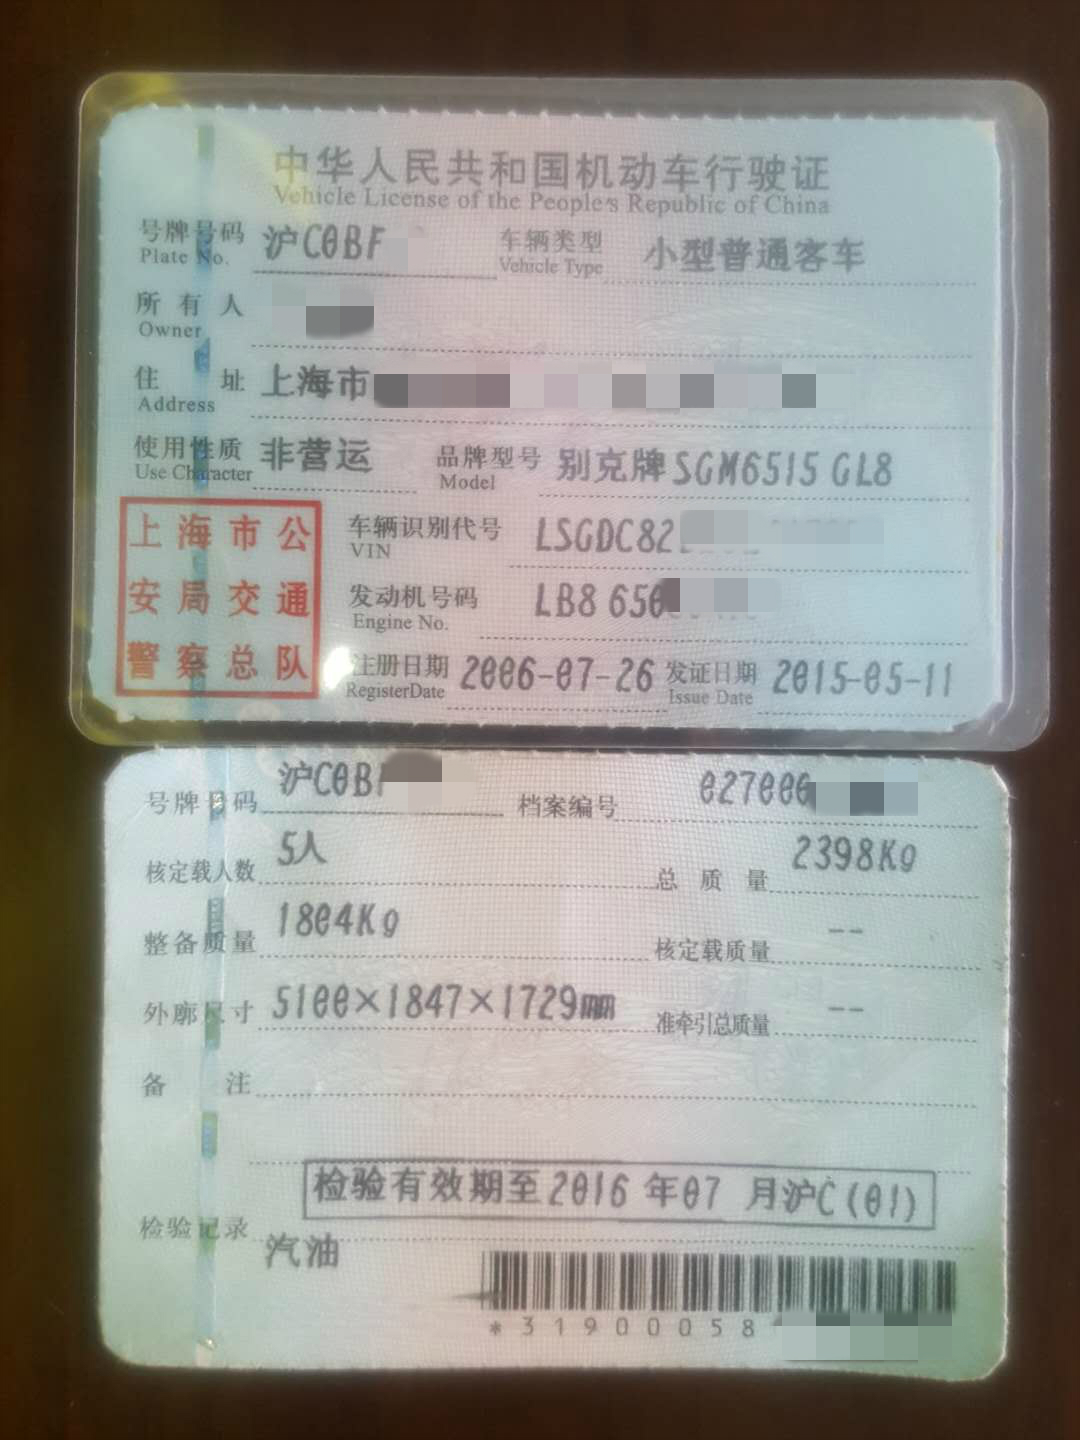 中华人民共和国机动车行驶证
Vehicle License of the People's Republic of China
号牌号码 沪C0BF 车辆类型 小型普通客车
Plate No. Vehicle Type
所有人
Owner
住址 上海市
Address
使用性质 非营运 品牌型号 别克牌SGM6515 GL8
Use Character Model
上海市公
安局交通
警察总队
车辆识别代号 LSGDC82
VIN
发动机号码 LB8 650
Engine No.
注册日期 2006-07-26 发证日期 2015-05-11
RegisterDate Issue Date
号牌号码 沪C0BF 档案编号 027000
核定载人数 5人 总质量 2398Kg
整备质量 1804Kg 核定载质量 --
外廓尺寸 5100×1847×1729mm 准牵引总质量 --
备注
检验有效期至2016年07月沪C(01)
检验记录
汽油
*31900058